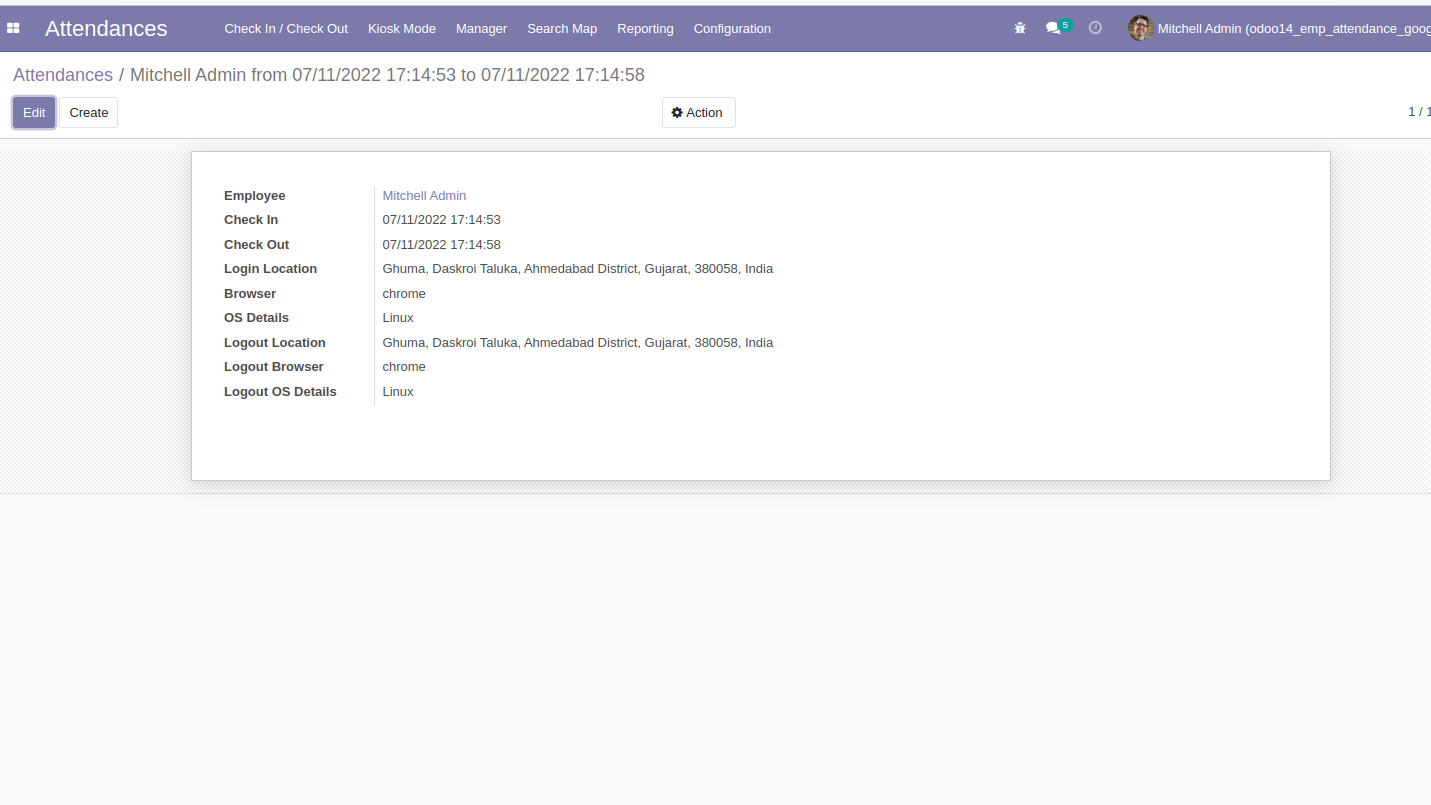 Attendances Check In / Check Out Kiosk Mode Manager Search Map Reporting Configuration 5 Mitchell Admin (odoo14_emp_attendance_goog
Attendances / Mitchell Admin from 07/11/2022 17:14:53 to 07/11/2022 17:14:58
Edit Create Action 1 / 1
Employee Mitchell Admin
Check In 07/11/2022 17:14:53
Check Out 07/11/2022 17:14:58
Login Location Ghuma, Daskroi Taluka, Ahmedabad District, Gujarat, 380058, India
Browser chrome
OS Details Linux
Logout Location Ghuma, Daskroi Taluka, Ahmedabad District, Gujarat, 380058, India
Logout Browser chrome
Logout OS Details Linux